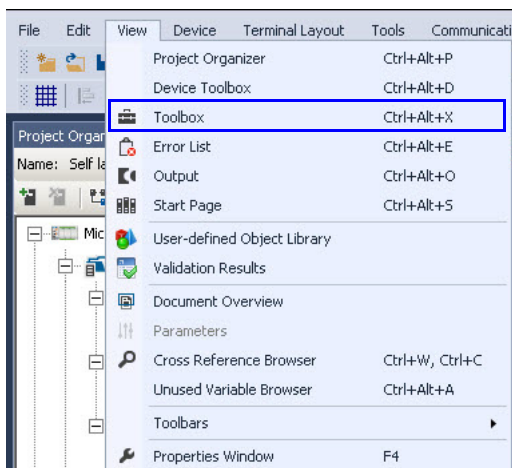 File Edit View Device Terminal Layout Tools Communicati
Project Organizer Ctrl+Alt+P
Device Toolbox Ctrl+Alt+D
Toolbox Ctrl+Alt+X
Project Organ
Error List Ctrl+Alt+E
Name: Self la
Output Ctrl+Alt+O
Start Page Ctrl+Alt+S
Mic
User-defined Object Library
Validation Results
Document Overview
Parameters
Cross Reference Browser Ctrl+W, Ctrl+C
Unused Variable Browser Ctrl+Alt+A
Toolbars
Properties Window F4